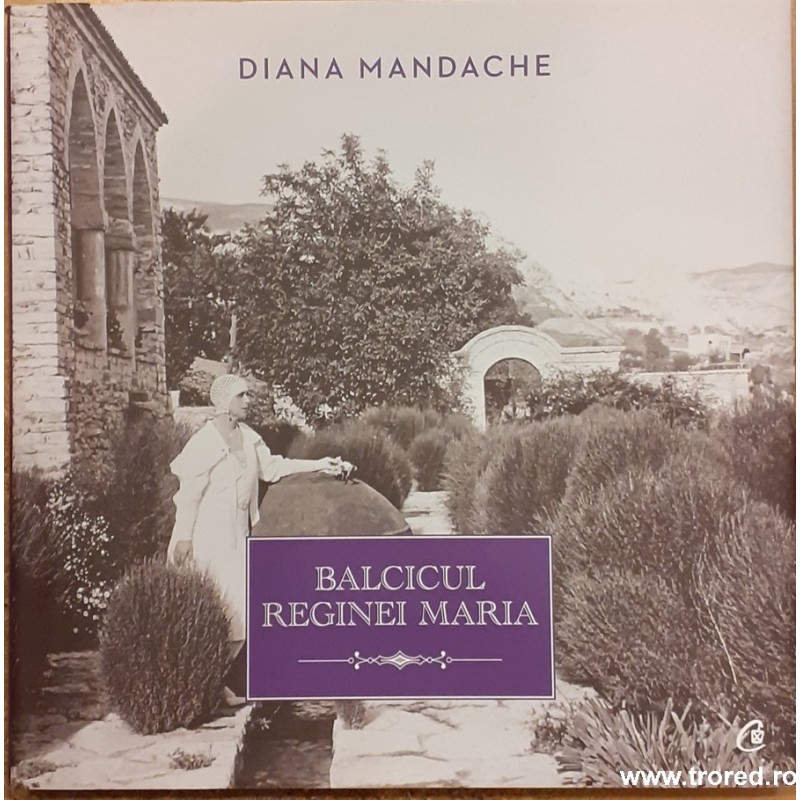 DIANA MANDACHE
BALCICUL
REGINEI MARIA
www.trored.ro